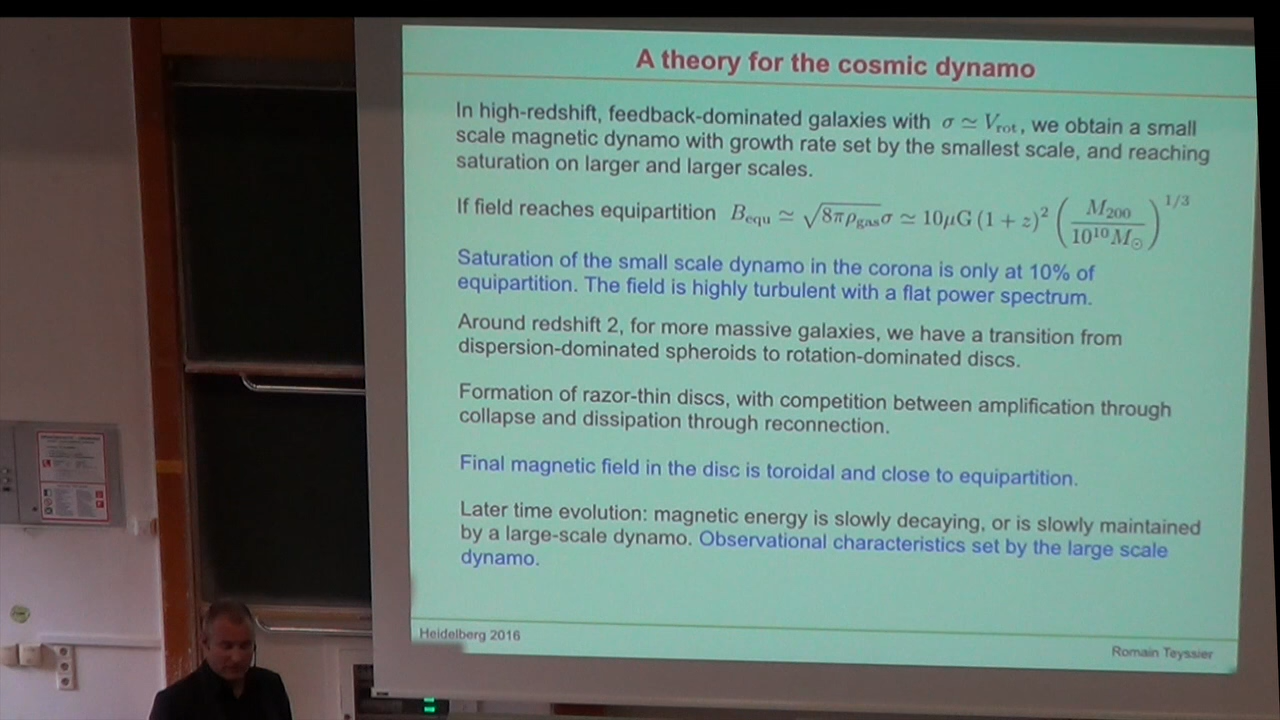 A theory for the cosmic dynamo
In high-redshift, feedback-dominated galaxies with σ ≃ V_rot, we obtain a small
scale magnetic dynamo with growth rate set by the smallest scale, and reaching
saturation on larger and larger scales.
If field reaches equipartition B_equ ≃ √(8πρ_gas)σ ≃ 10μG (1 + z)^2 (M_200 / 10^10 M_⊙)^1/3
Saturation of the small scale dynamo in the corona is only at 10% of
equipartition. The field is highly turbulent with a flat power spectrum.
Around redshift 2, for more massive galaxies, we have a transition from
dispersion-dominated spheroids to rotation-dominated discs.
Formation of razor-thin discs, with competition between amplification through
collapse and dissipation through reconnection.
Final magnetic field in the disc is toroidal and close to equipartition.
Later time evolution: magnetic energy is slowly decaying, or is slowly maintained
by a large-scale dynamo. Observational characteristics set by the large scale
dynamo.
Heidelberg 2016
Romain Teyssier